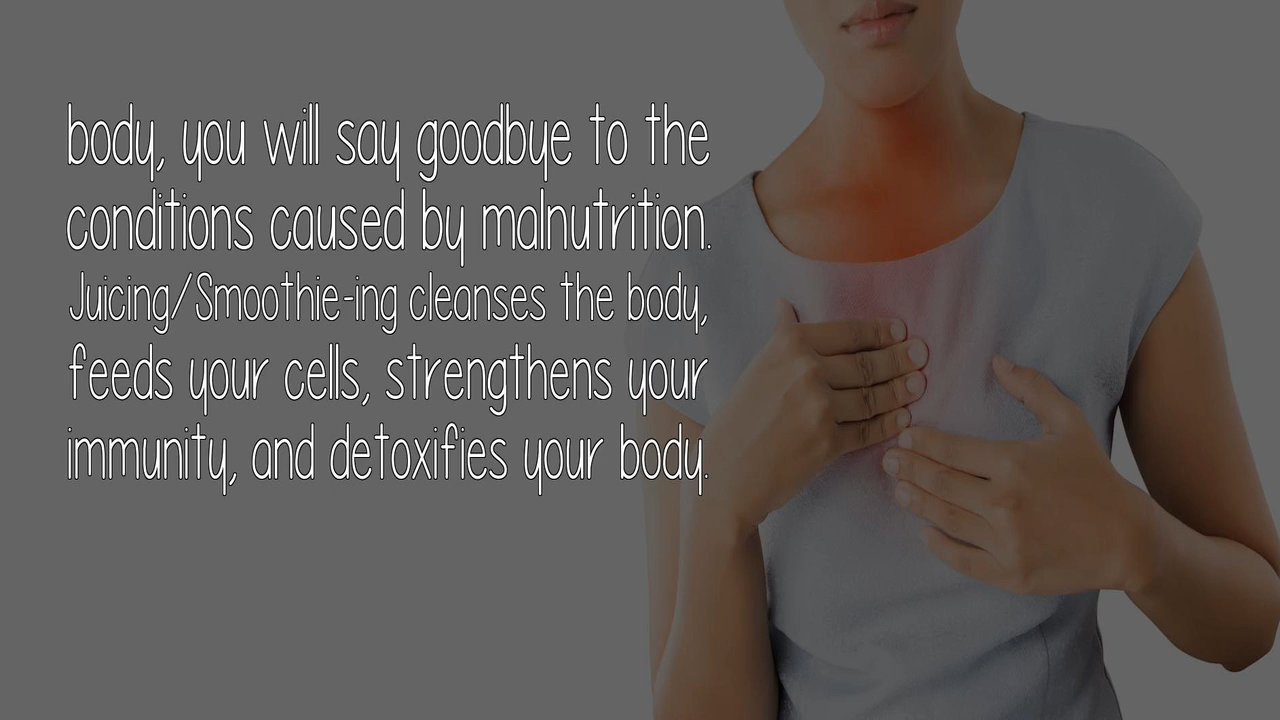 body, you will say goodbye to the
conditions caused by malnutrition.
Juicing/Smoothie-ing cleanses the body,
feeds your cells, strengthens your
immunity, and detoxifies your body.